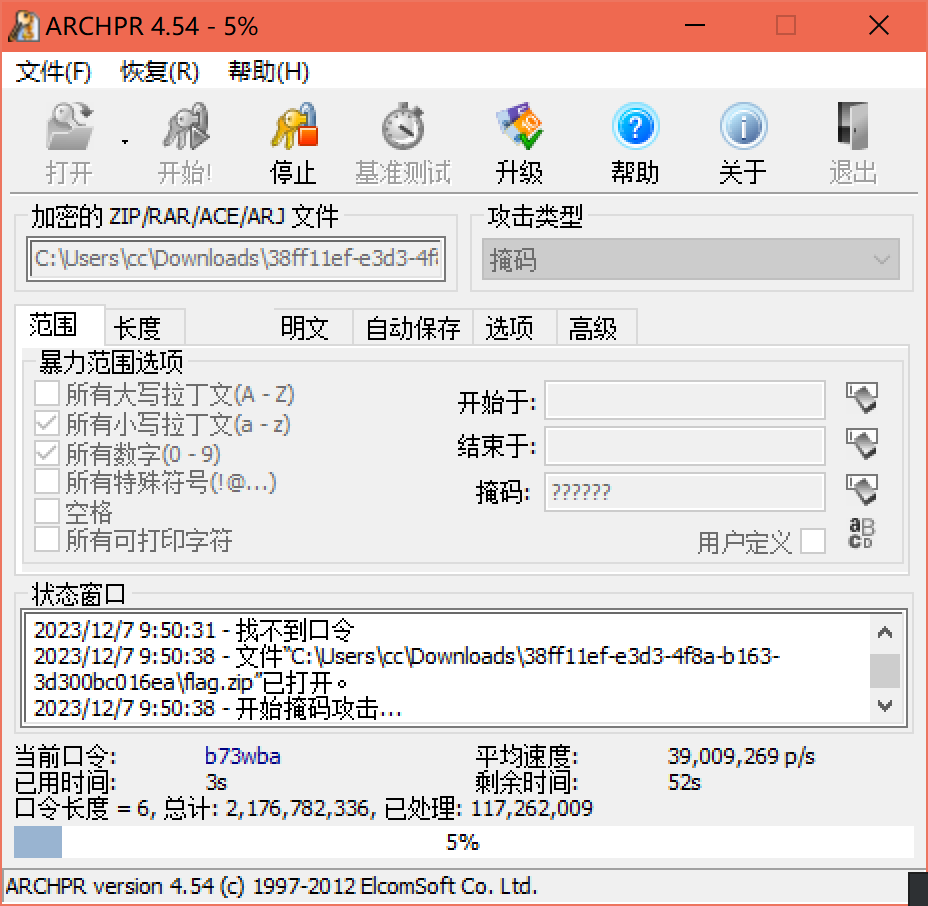 ARCHPR 4.54 - 5%
文件(F) 恢复(R) 帮助(H)
打开 开始! 停止 基准测试 升级 帮助 关于 退出
加密的 ZIP/RAR/ACE/ARJ 文件 攻击类型
C:\Users\cc\Downloads\38ff11ef-e3d3-4f8 掩码
范围 长度 明文 自动保存 选项 高级
暴力范围选项
所有大写拉丁文(A - Z) 开始于:
所有小写拉丁文(a - z)
所有数字(0 - 9) 结束于:
所有特殊符号(!@...) 掩码: ??????
空格
所有可打印字符 用户定义
状态窗口
2023/12/7 9:50:31 - 找不到口令
2023/12/7 9:50:38 - 文件“C:\Users\cc\Downloads\38ff11ef-e3d3-4f8a-b163-
3d300bc016ea\flag.zip”已打开。
2023/12/7 9:50:38 - 开始掩码攻击...
当前口令: b73wba 平均速度: 39,009,269 p/s
已用时间: 3s 剩余时间: 52s
口令长度 = 6, 总计: 2,176,782,336, 已处理: 117,262,009
5%
ARCHPR version 4.54 (c) 1997-2012 ElcomSoft Co. Ltd.